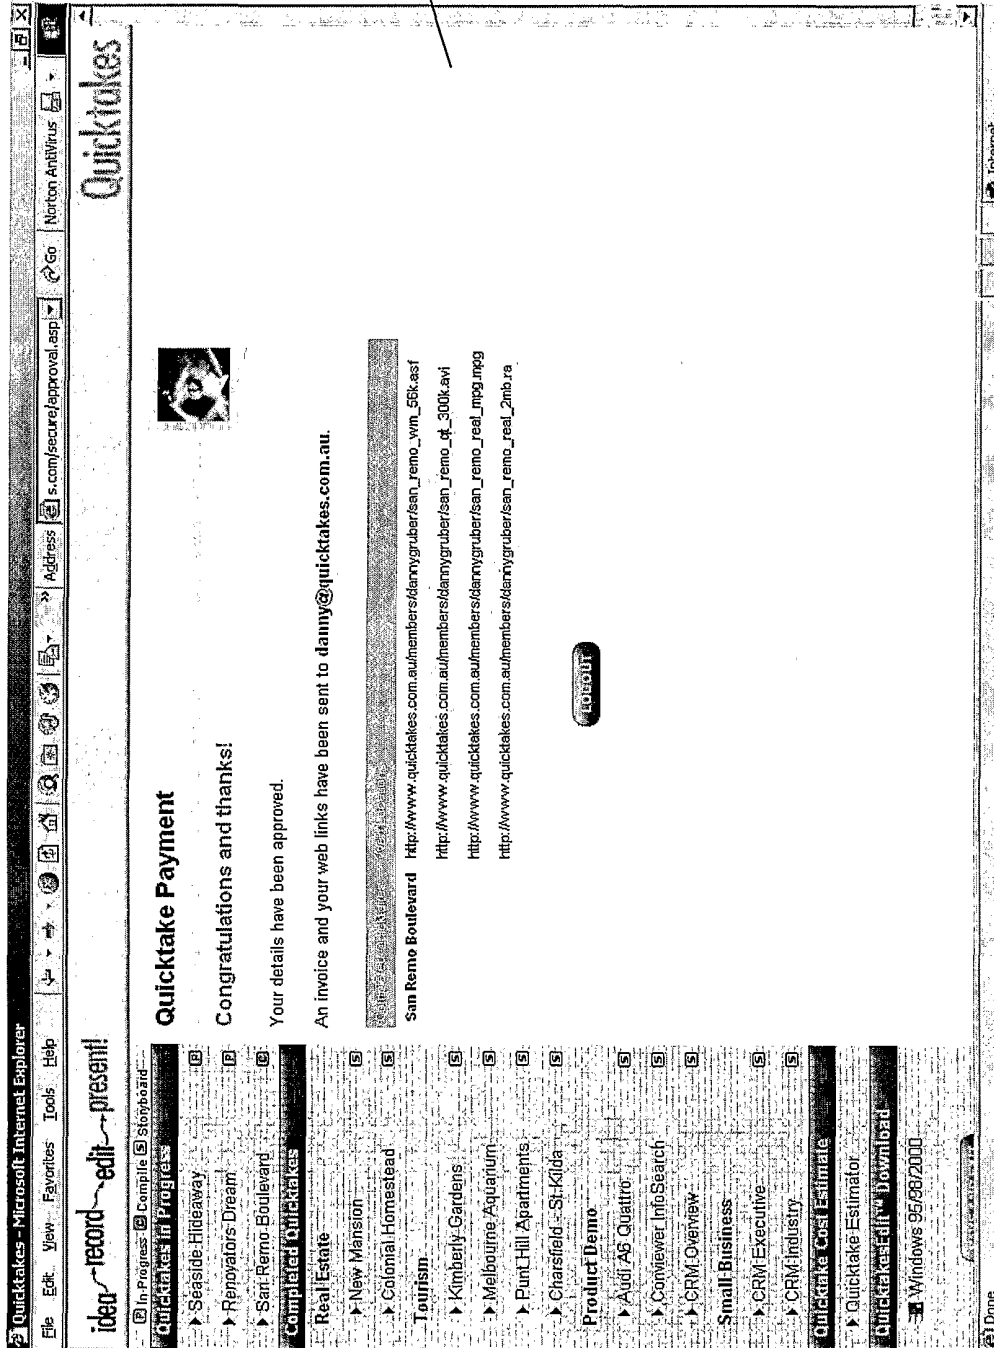 Quicktakes - Microsoft Internet Explorer
File Edit View Favorites Tools Help
Address s.com/secure/approval.asp Go Norton AntiVirus
idea record edit present!
Quicktakes
P In-Progress C Compile S Storyboard
Quicktakes in Progress
Seaside Hideaway P
Renovators Dream P
San Remo Boulevard C
Completed Quicktakes
Real Estate
New Mansion S
Colonial Homestead S
Tourism
Kimberly Gardens S
Melbourne Aquarium S
Punt Hill Apartments S
Charsfield - St Kilda S
Product Demo
Audi A6 Quattro S
Conviewer InfoSearch S
CRM Overview S
Small Business
CRM Executive S
CRM Industry S
Quicktake Cost Estimate
Quicktake Estimator
Download
Windows 95/98/2000
Quicktake Payment
Congratulations and thanks!
Your details have been approved.
An invoice and your web links have been sent to danny@quicktakes.com.au.
San Remo Boulevard http://www.quicktakes.com.au/members/dannygruber/san_remo_wm_56k.asf
http://www.quicktakes.com.au/members/dannygruber/san_remo_qt_300k.avi
http://www.quicktakes.com.au/members/dannygruber/san_remo_real_mpg.mpg
http://www.quicktakes.com.au/members/dannygruber/san_remo_real_2mb.ra
LOGOUT
Done
Internet